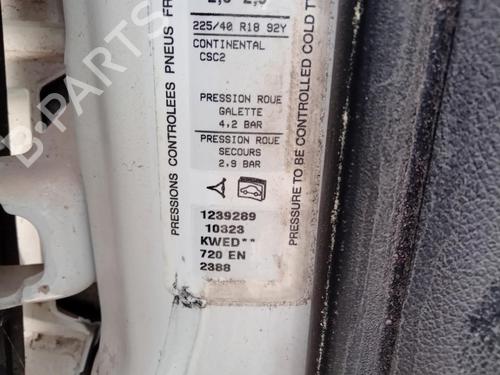 225/40 R18 92Y
CONTINENTAL
CSC2
PRESSION ROUE
GALETTE
4,2 BAR
PRESSION ROUE
SECOURS
2,9 BAR
PRESSIONS CONTROLEES PNEUS
PRESSURE TO BE CONTROLLED COLD
1239289
10323
KWED**
720 EN
2388
B-Parts